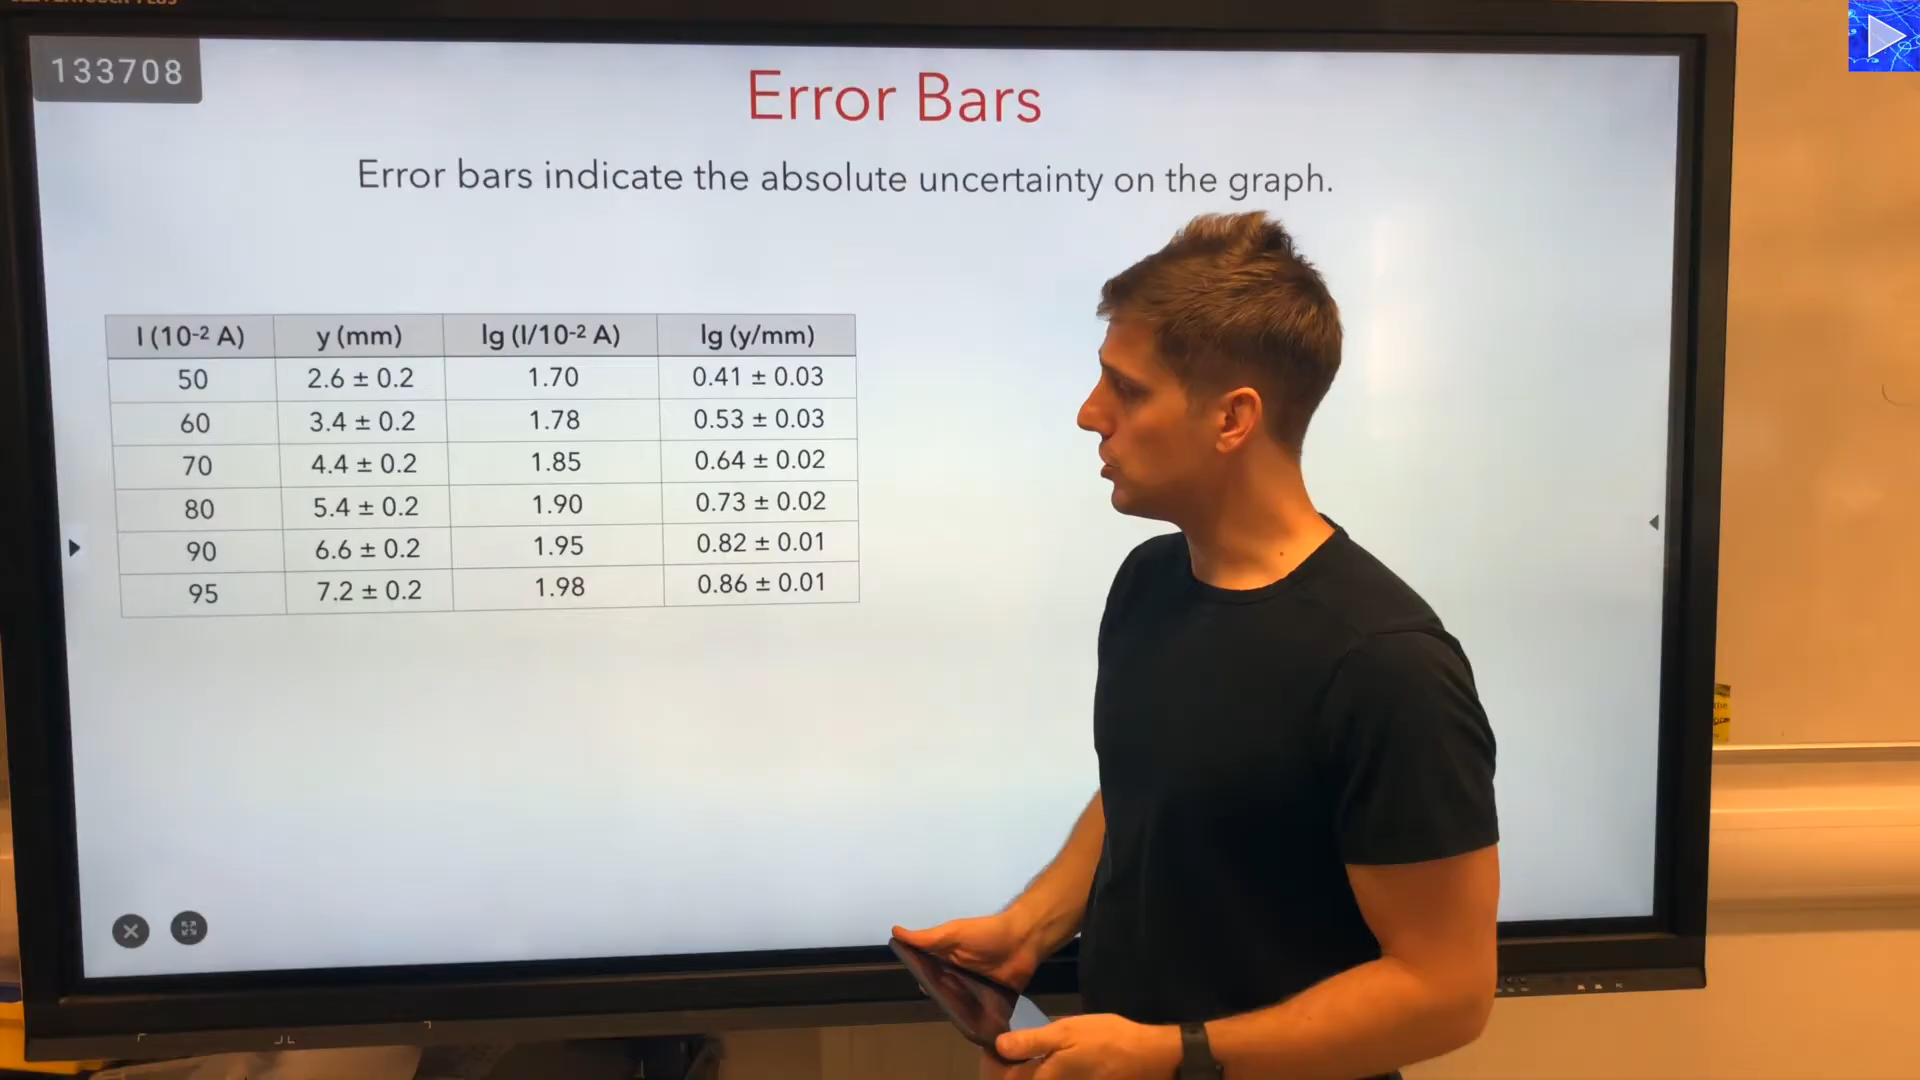 133708
Error Bars
Error bars indicate the absolute uncertainty on the graph.
I (10-2 A) y (mm) lg (I/10-2 A) lg (y/mm)
50 2.6 ± 0.2 1.70 0.41 ± 0.03
60 3.4 ± 0.2 1.78 0.53 ± 0.03
70 4.4 ± 0.2 1.85 0.64 ± 0.02
80 5.4 ± 0.2 1.90 0.73 ± 0.02
90 6.6 ± 0.2 1.95 0.82 ± 0.01
95 7.2 ± 0.2 1.98 0.86 ± 0.01